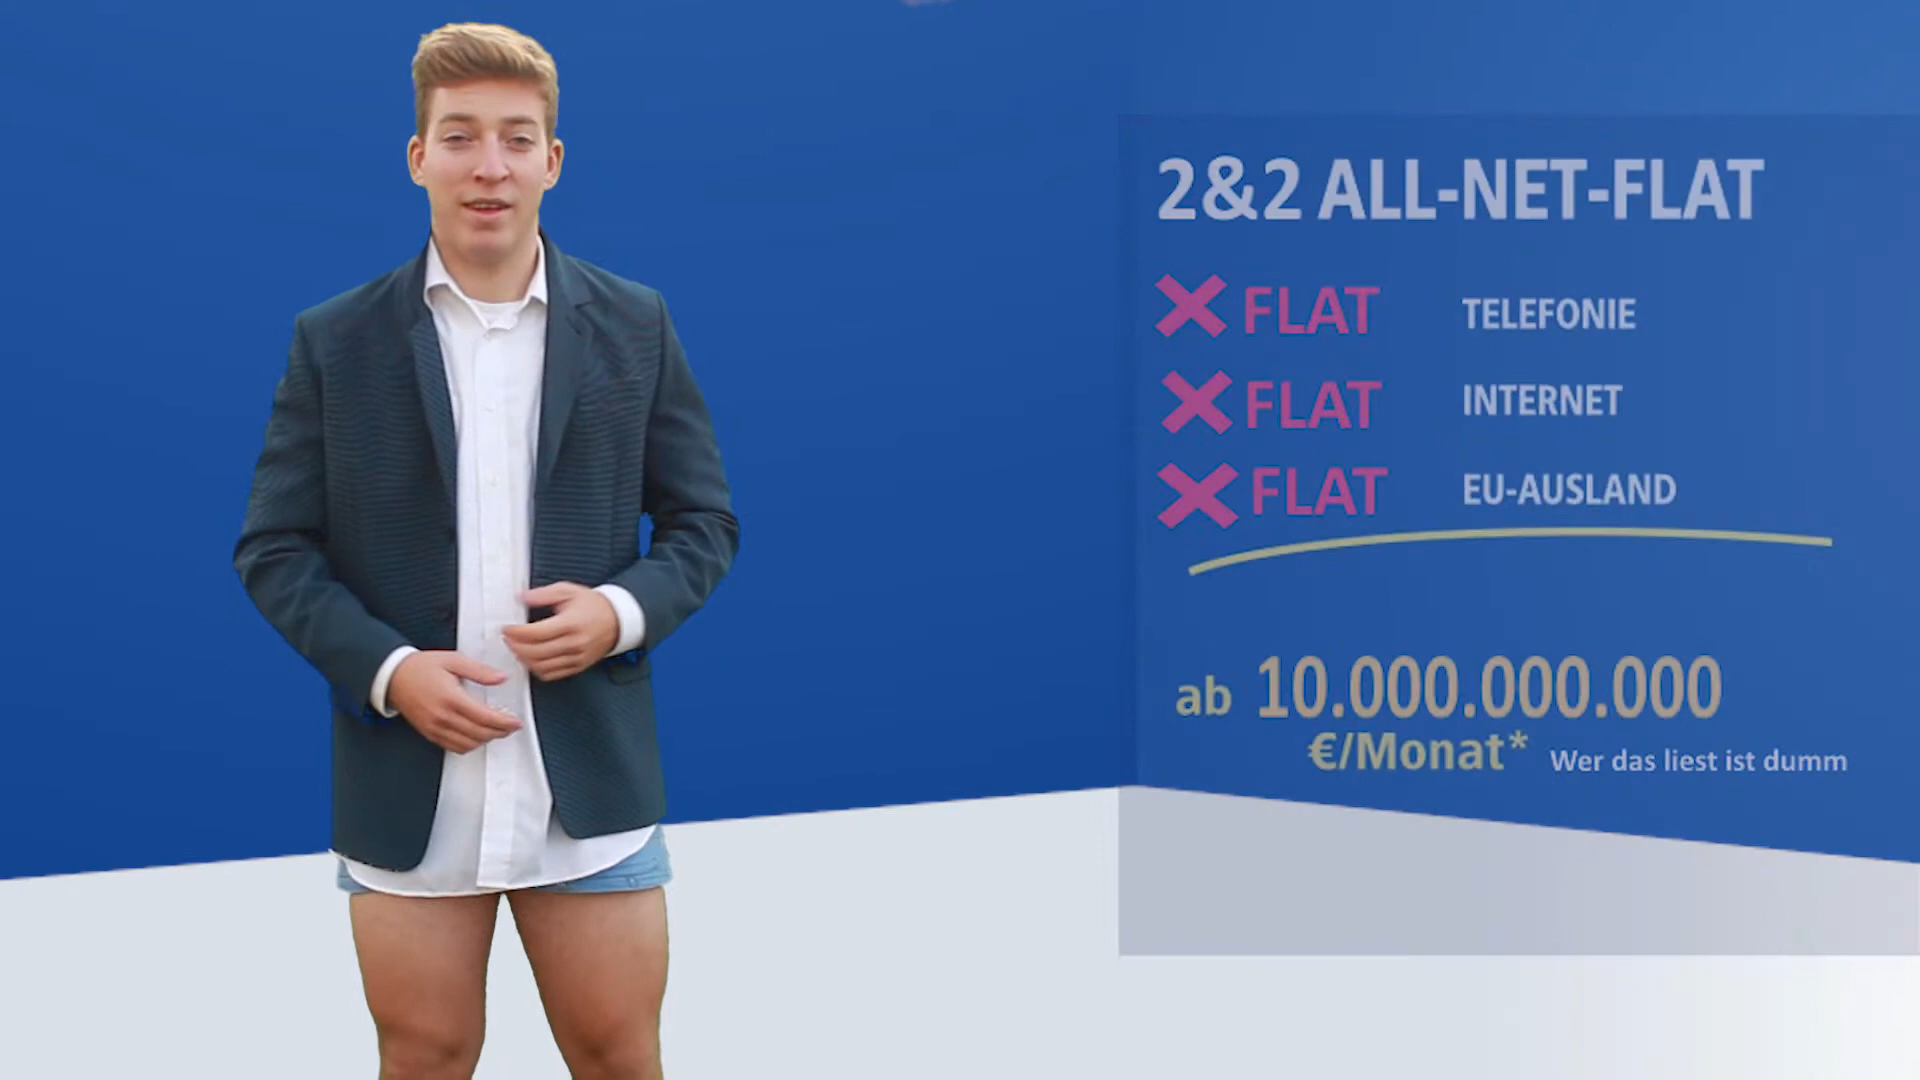 2&2 ALL-NET-FLAT
FLAT TELEFONIE
FLAT INTERNET
FLAT EU-AUSLAND
ab 10.000.000.000
€/Monat* Wer das liest ist dumm